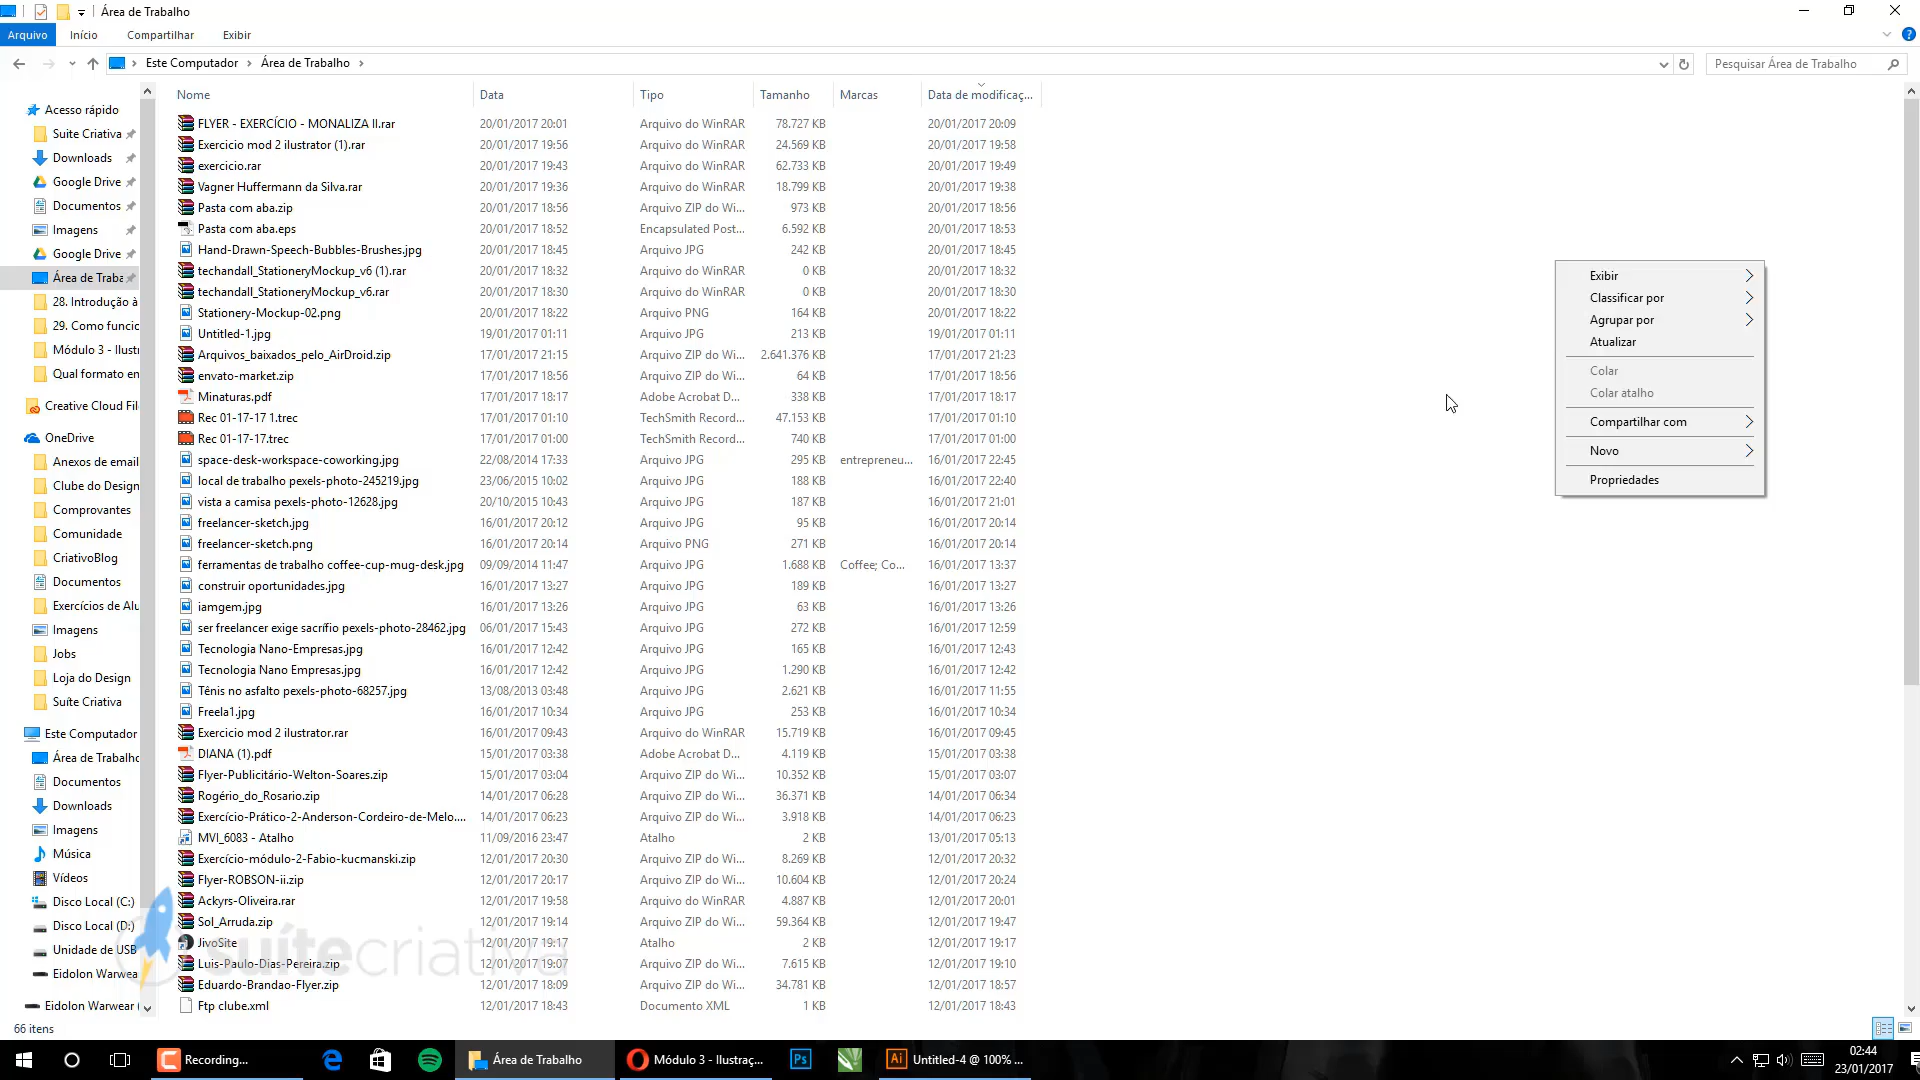 Área de Trabalho
Arquivo Início Compartilhar Exibir
Este Computador Área de Trabalho
Pesquisar Área de Trabalho
Acesso rápido
Suite Criativa
Downloads
Google Drive
Documentos
Imagens
Google Drive
Área de Traba
28. Introdução à
29. Como funcio
Módulo 3 - Ilustr
Qual formato en
Creative Cloud Fil
OneDrive
Anexos de email
Clube do Design
Comprovantes
Comunidade
CriativoBlog
Documentos
Exercícios de Alu
Imagens
Jobs
Loja do Design
Suíte Criativa
Este Computador
Área de Trabalho
Documentos
Downloads
Imagens
Música
Vídeos
Disco Local (C:)
Disco Local (D:)
Unidade de USB
Eidolon Warwea
Eidolon Warwear (
Nome Data Tipo Tamanho Marcas Data de modificaç...
FLYER - EXERCÍCIO - MONALIZA II.rar 20/01/2017 20:01 Arquivo do WinRAR 78.727 KB 20/01/2017 20:09
Exercicio mod 2 ilustrator (1).rar 20/01/2017 19:56 Arquivo do WinRAR 24.569 KB 20/01/2017 19:58
exercicio.rar 20/01/2017 19:43 Arquivo do WinRAR 62.733 KB 20/01/2017 19:49
Vagner Huffermann da Silva.rar 20/01/2017 19:36 Arquivo do WinRAR 18.799 KB 20/01/2017 19:38
Pasta com aba.zip 20/01/2017 18:56 Arquivo ZIP do Wi... 973 KB 20/01/2017 18:56
Pasta com aba.eps 20/01/2017 18:52 Encapsulated Post... 6.592 KB 20/01/2017 18:53
Hand-Drawn-Speech-Bubbles-Brushes.jpg 20/01/2017 18:45 Arquivo JPG 242 KB 20/01/2017 18:45
techandall_StationeryMockup_v6 (1).rar 20/01/2017 18:32 Arquivo do WinRAR 0 KB 20/01/2017 18:32
techandall_StationeryMockup_v6.rar 20/01/2017 18:30 Arquivo do WinRAR 0 KB 20/01/2017 18:30
Stationery-Mockup-02.png 20/01/2017 18:22 Arquivo PNG 164 KB 20/01/2017 18:22
Untitled-1.jpg 19/01/2017 01:11 Arquivo JPG 213 KB 19/01/2017 01:11
Arquivos_baixados_pelo_AirDroid.zip 17/01/2017 21:15 Arquivo ZIP do Wi... 2.641.376 KB 17/01/2017 21:23
envato-market.zip 17/01/2017 18:56 Arquivo ZIP do Wi... 64 KB 17/01/2017 18:56
Minaturas.pdf 17/01/2017 18:17 Adobe Acrobat D... 338 KB 17/01/2017 18:17
Rec 01-17-17 1.trec 17/01/2017 01:10 TechSmith Record... 47.153 KB 17/01/2017 01:10
Rec 01-17-17.trec 17/01/2017 01:00 TechSmith Record... 740 KB 17/01/2017 01:00
space-desk-workspace-coworking.jpg 22/08/2014 17:33 Arquivo JPG 295 KB entrepreneu... 16/01/2017 22:45
local de trabalho pexels-photo-245219.jpg 23/06/2015 10:02 Arquivo JPG 188 KB 16/01/2017 22:40
vista a camisa pexels-photo-12628.jpg 20/10/2015 10:43 Arquivo JPG 187 KB 16/01/2017 21:01
freelancer-sketch.jpg 16/01/2017 20:12 Arquivo JPG 95 KB 16/01/2017 20:14
freelancer-sketch.png 16/01/2017 20:14 Arquivo PNG 271 KB 16/01/2017 20:14
ferramentas de trabalho coffee-cup-mug-desk.jpg 09/09/2014 11:47 Arquivo JPG 1.688 KB Coffee; Co... 16/01/2017 13:37
construir oportunidades.jpg 16/01/2017 13:27 Arquivo JPG 189 KB 16/01/2017 13:27
iamgem.jpg 16/01/2017 13:26 Arquivo JPG 63 KB 16/01/2017 13:26
ser freelancer exige sacrífio pexels-photo-28462.jpg 06/01/2017 15:43 Arquivo JPG 272 KB 16/01/2017 12:59
Tecnologia Nano-Empresas.jpg 16/01/2017 12:42 Arquivo JPG 165 KB 16/01/2017 12:43
Tecnologia Nano Empresas.jpg 16/01/2017 12:42 Arquivo JPG 1.290 KB 16/01/2017 12:42
Tênis no asfalto pexels-photo-68257.jpg 13/08/2013 03:48 Arquivo JPG 2.621 KB 16/01/2017 11:55
Freela1.jpg 16/01/2017 10:34 Arquivo JPG 253 KB 16/01/2017 10:34
Exercicio mod 2 ilustrator.rar 16/01/2017 09:43 Arquivo do WinRAR 15.719 KB 16/01/2017 09:45
DIANA (1).pdf 15/01/2017 03:38 Adobe Acrobat D... 4.119 KB 15/01/2017 03:38
Flyer-Publicitário-Welton-Soares.zip 15/01/2017 03:04 Arquivo ZIP do Wi... 10.352 KB 15/01/2017 03:07
Rogério_do_Rosario.zip 14/01/2017 06:28 Arquivo ZIP do Wi... 36.371 KB 14/01/2017 06:34
Exercício-Prático-2-Anderson-Cordeiro-de-Melo.... 14/01/2017 06:23 Arquivo ZIP do Wi... 3.918 KB 14/01/2017 06:23
MVI_6083 - Atalho 11/09/2016 23:47 Atalho 2 KB 13/01/2017 05:13
Exercício-módulo-2-Fabio-kucmanski.zip 12/01/2017 20:30 Arquivo ZIP do Wi... 8.269 KB 12/01/2017 20:32
Flyer-ROBSON-ii.zip 12/01/2017 20:17 Arquivo ZIP do Wi... 10.604 KB 12/01/2017 20:24
Ackyrs-Oliveira.rar 12/01/2017 19:58 Arquivo do WinRAR 4.887 KB 12/01/2017 20:01
Sol_Arruda.zip 12/01/2017 19:14 Arquivo ZIP do Wi... 59.364 KB 12/01/2017 19:47
JivoSite 12/01/2017 19:17 Atalho 2 KB 12/01/2017 19:17
Luis-Paulo-Dias-Pereira.zip 12/01/2017 19:07 Arquivo ZIP do Wi... 7.615 KB 12/01/2017 19:10
Eduardo-Brandao-Flyer.zip 12/01/2017 18:09 Arquivo ZIP do Wi... 34.781 KB 12/01/2017 18:57
Ftp clube.xml 12/01/2017 18:43 Documento XML 1 KB 12/01/2017 18:43
suítecriativa
Exibir
Classificar por
Agrupar por
Atualizar
Colar
Colar atalho
Compartilhar com
Novo
Propriedades
66 itens
Recording... Área de Trabalho Módulo 3 - Ilustraç... Ps Ai Untitled-4 @ 100% ...
02:44
23/01/2017